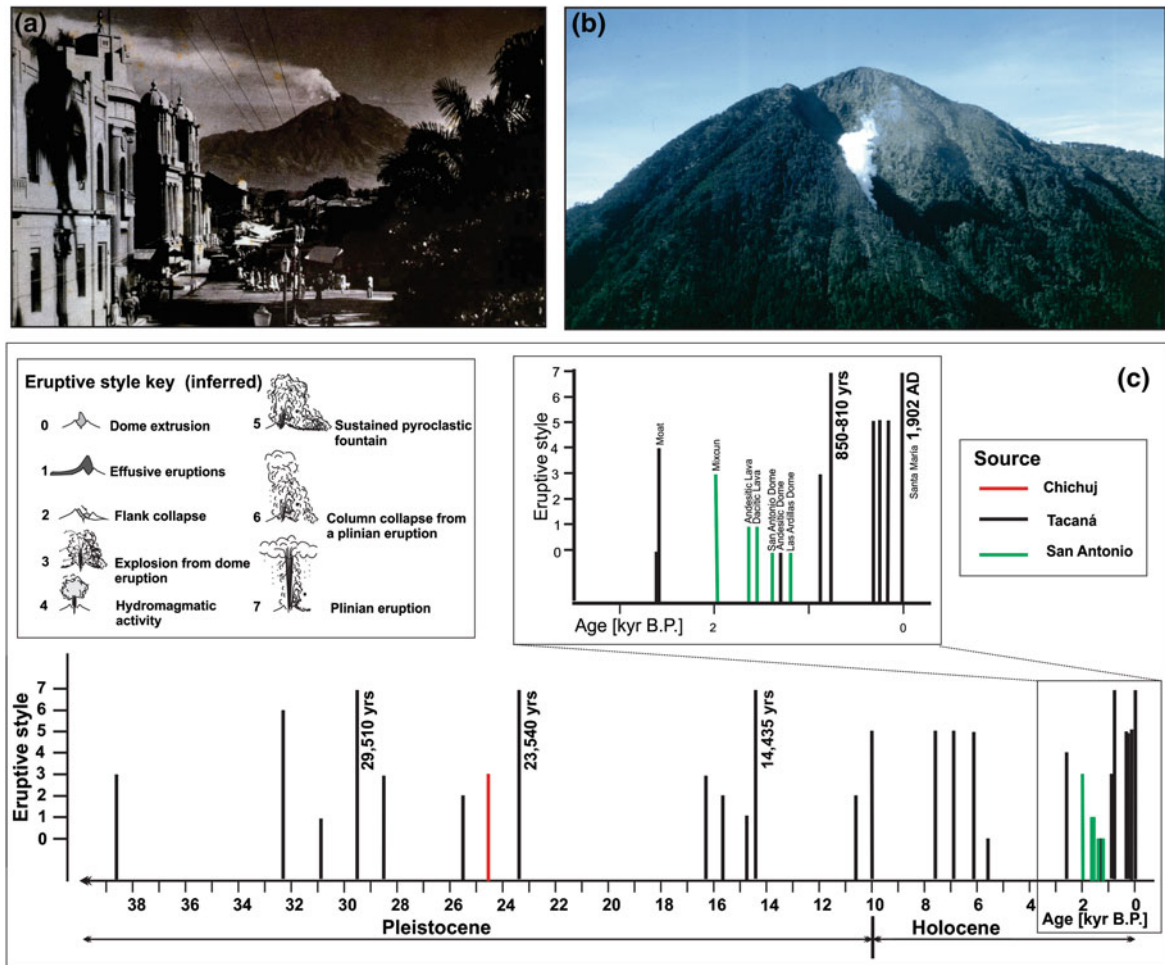 (a)
(b)
(c)
Eruptive style key (inferred)
0
Dome extrusion
1
Effusive eruptions
2
Flank collapse
3
Explosion from dome
eruption
4
Hydromagmatic
activity
5
Sustained pyroclastic
fountain
6
Column collapse from
a plinian eruption
7
Plinian eruption
Eruptive style
7
6
5
4
3
2
1
0
Moat
Mixcun
Andesitic Lava
Dacitic Lava
San Antonio Dome
Andesitic Dome
Las Ardillas Dome
850-810 yrs
Santa María 1,902 AD
Age [kyr B.P.]
2
0
Source
Chichuj
Tacaná
San Antonio
Eruptive style
7
6
5
4
3
2
1
0
29,510 yrs
23,540 yrs
14,435 yrs
38 36 34 32 30 28 26 24 22 20 18 16 14 12 10 8 6 4 2 0
Age [kyr B.P.]
Pleistocene
Holocene